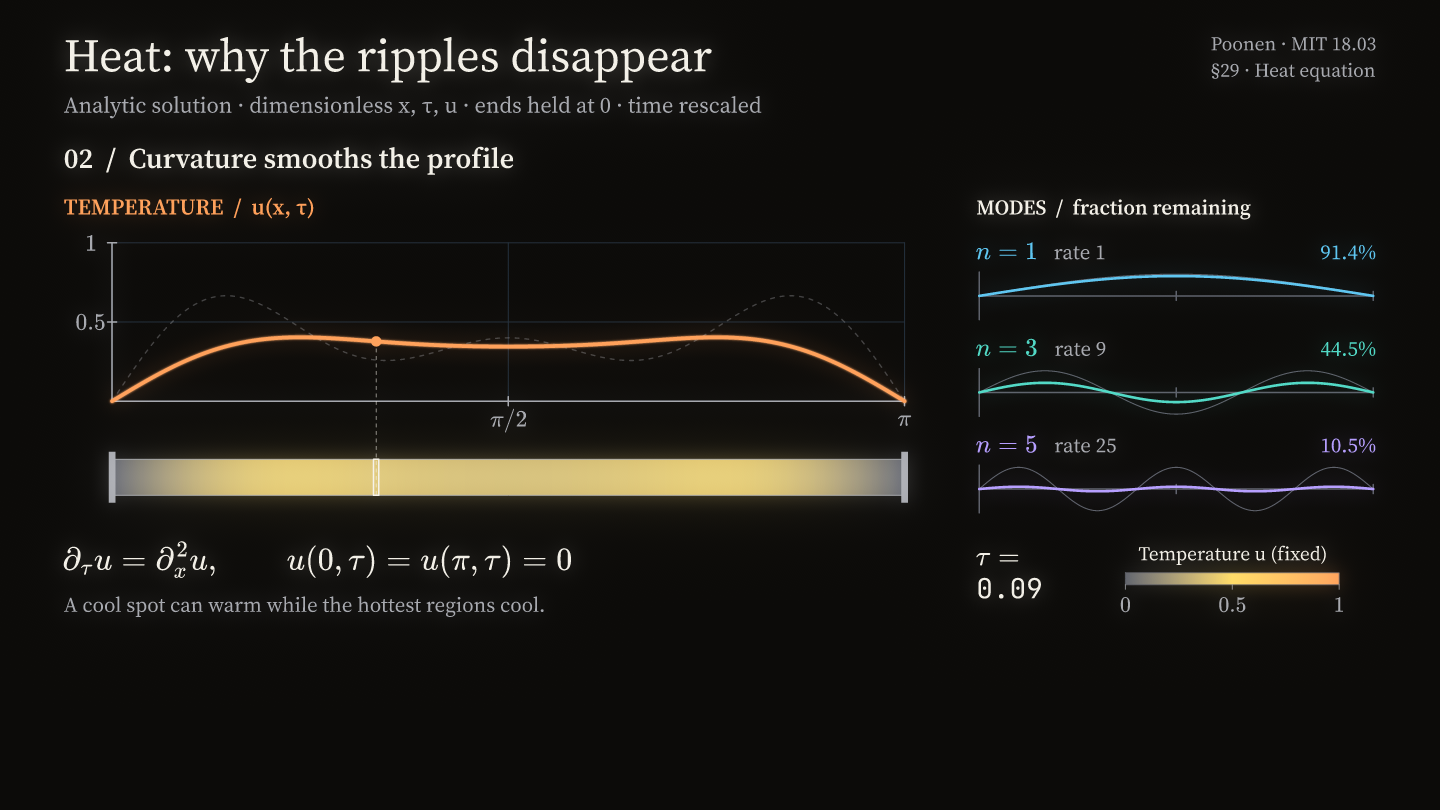 Heat: why the ripples disappear
Poonen · MIT 18.03
§29 · Heat equation
Analytic solution · dimensionless x, τ, u · ends held at 0 · time rescaled
02 / Curvature smooths the profile
TEMPERATURE / u(x, τ)
1
0.5
π/2
π
MODES / fraction remaining
n = 1 rate 1 91.4%
n = 3 rate 9 44.5%
n = 5 rate 25 10.5%
∂_τ u = ∂_x^2 u, u(0, τ) = u(π, τ) = 0
A cool spot can warm while the hottest regions cool.
τ =
0.09
Temperature u (fixed)
0 0.5 1